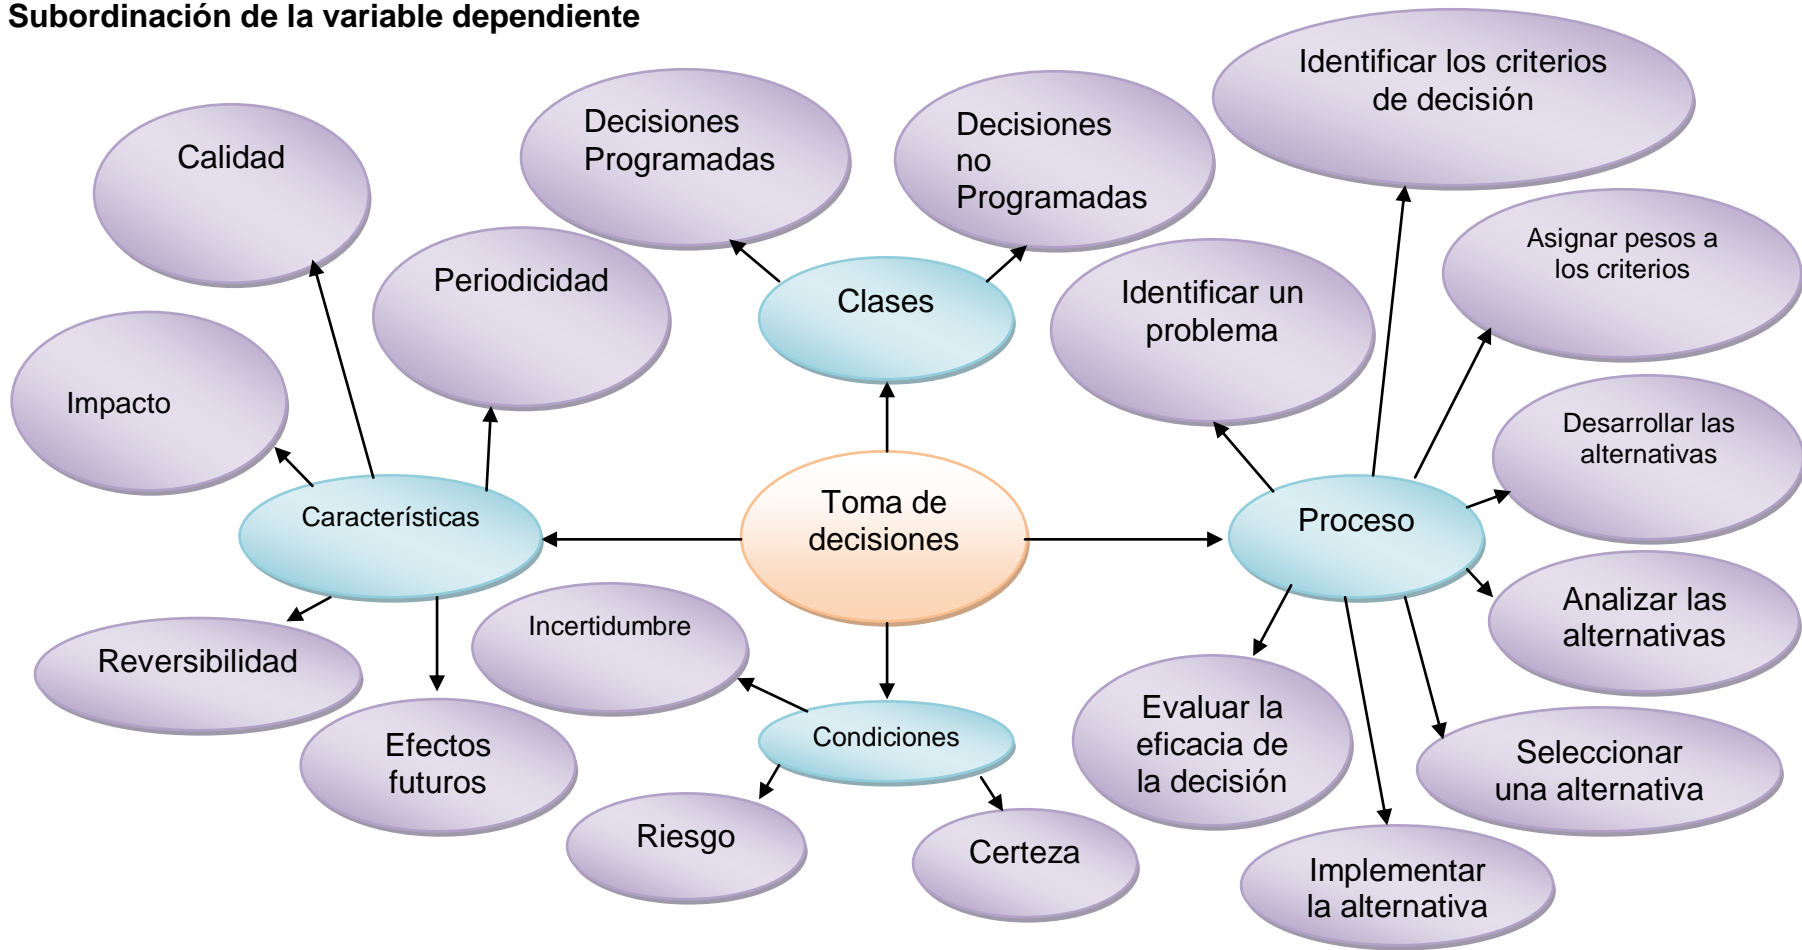 Subordinación de la variable dependiente
Calidad
Impacto
Periodicidad
Características
Reversibilidad
Efectos
futuros
Decisiones
Programadas
Decisiones
no
Programadas
Clases
Toma de
decisiones
Incertidumbre
Condiciones
Riesgo
Certeza
Identificar un
problema
Identificar los criterios
de decisión
Asignar pesos a
los criterios
Desarrollar las
alternativas
Proceso
Analizar las
alternativas
Seleccionar
una alternativa
Implementar
la alternativa
Evaluar la
eficacia de
la decisión